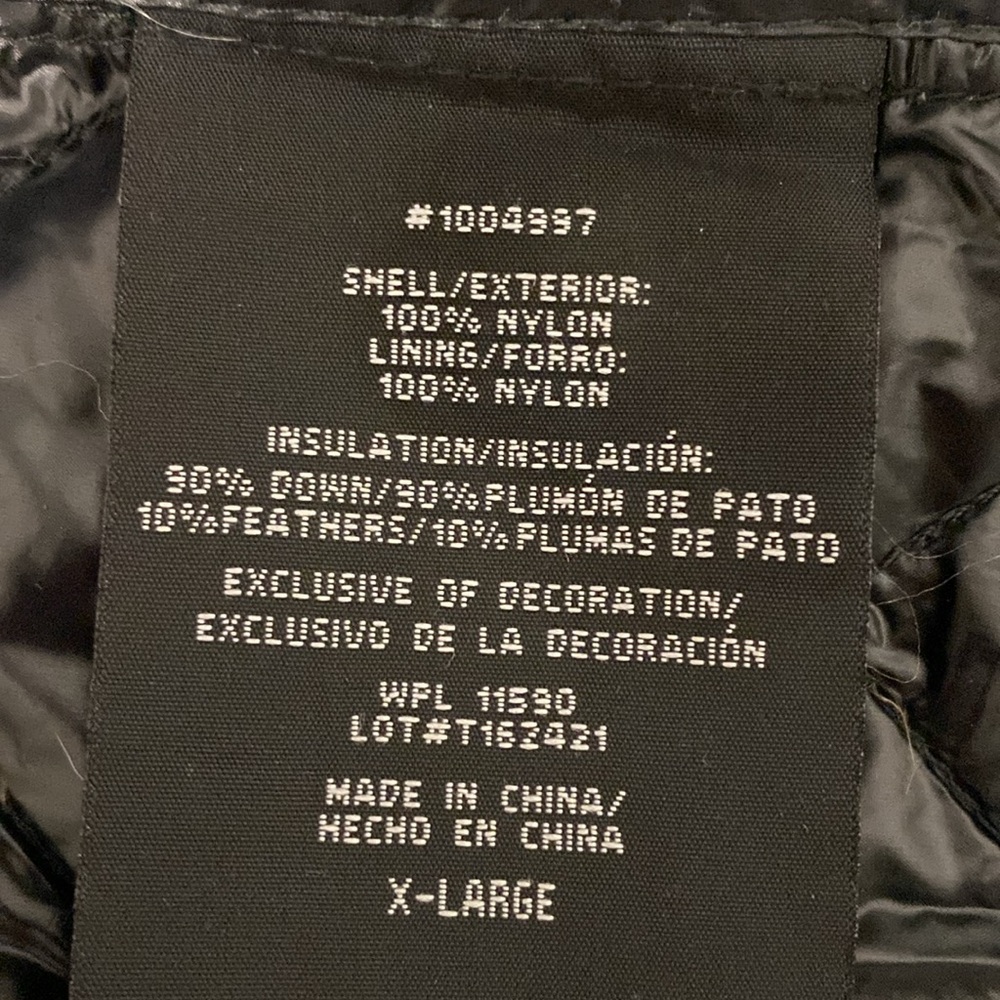 #1004997
SHELL/EXTERIOR:
100% NYLON
LINING/FORRO:
100% NYLON
INSULATION/INSULACIÓN:
90% DOWN/90%PLUMÓN DE PATO
10%FEATHERS/10%PLUMAS DE PATO
EXCLUSIVE OF DECORATION/
EXCLUSIVO DE LA DECORACIÓN
WPL 11590
LOT#T162421
MADE IN CHINA/
HECHO EN CHINA
X-LARGE